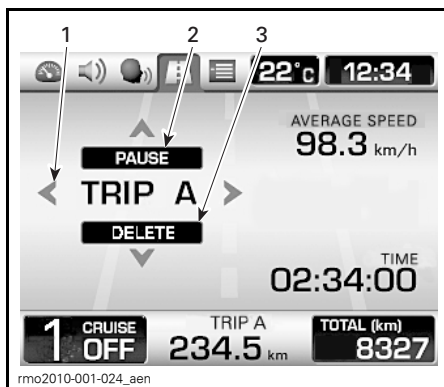 1 2 3
22°C 12:34
AVERAGE SPEED
98.3 km/h
PAUSE
TRIP A
DELETE
TIME
02:34:00
1 CRUISE OFF
TRIP A
234.5 km
TOTAL (km)
8327
rmo2010-001-024_aen